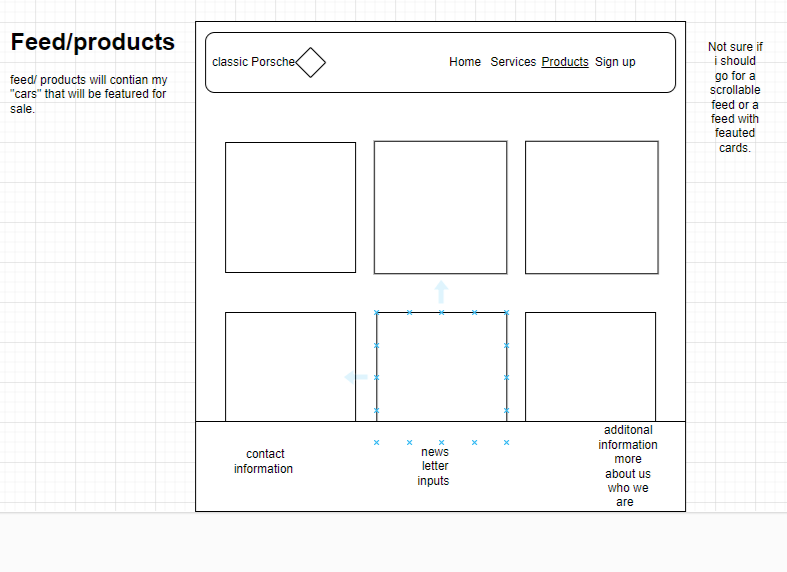 Feed/products
feed/ products will contian my
"cars" that will be featured for
sale.
classic Porsche
Home Services Products Sign up
Not sure if
i should
go for a
scrollable
feed or a
feed with
feauted
cards.
contact
information
news
letter
inputs
additonal
information
more
about us
who we
are